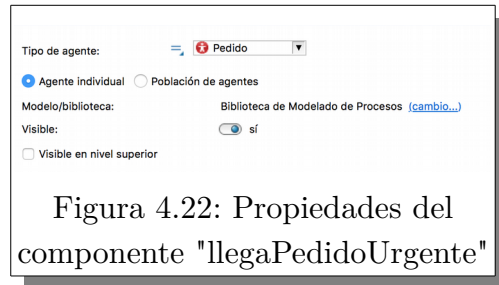 Tipo de agente: Pedido
Agente individual Población de agentes
Modelo/biblioteca: Biblioteca de Modelado de Procesos (cambio...)
Visible: sí
Visible en nivel superior
Figura 4.22: Propiedades del
componente "llegaPedidoUrgente"